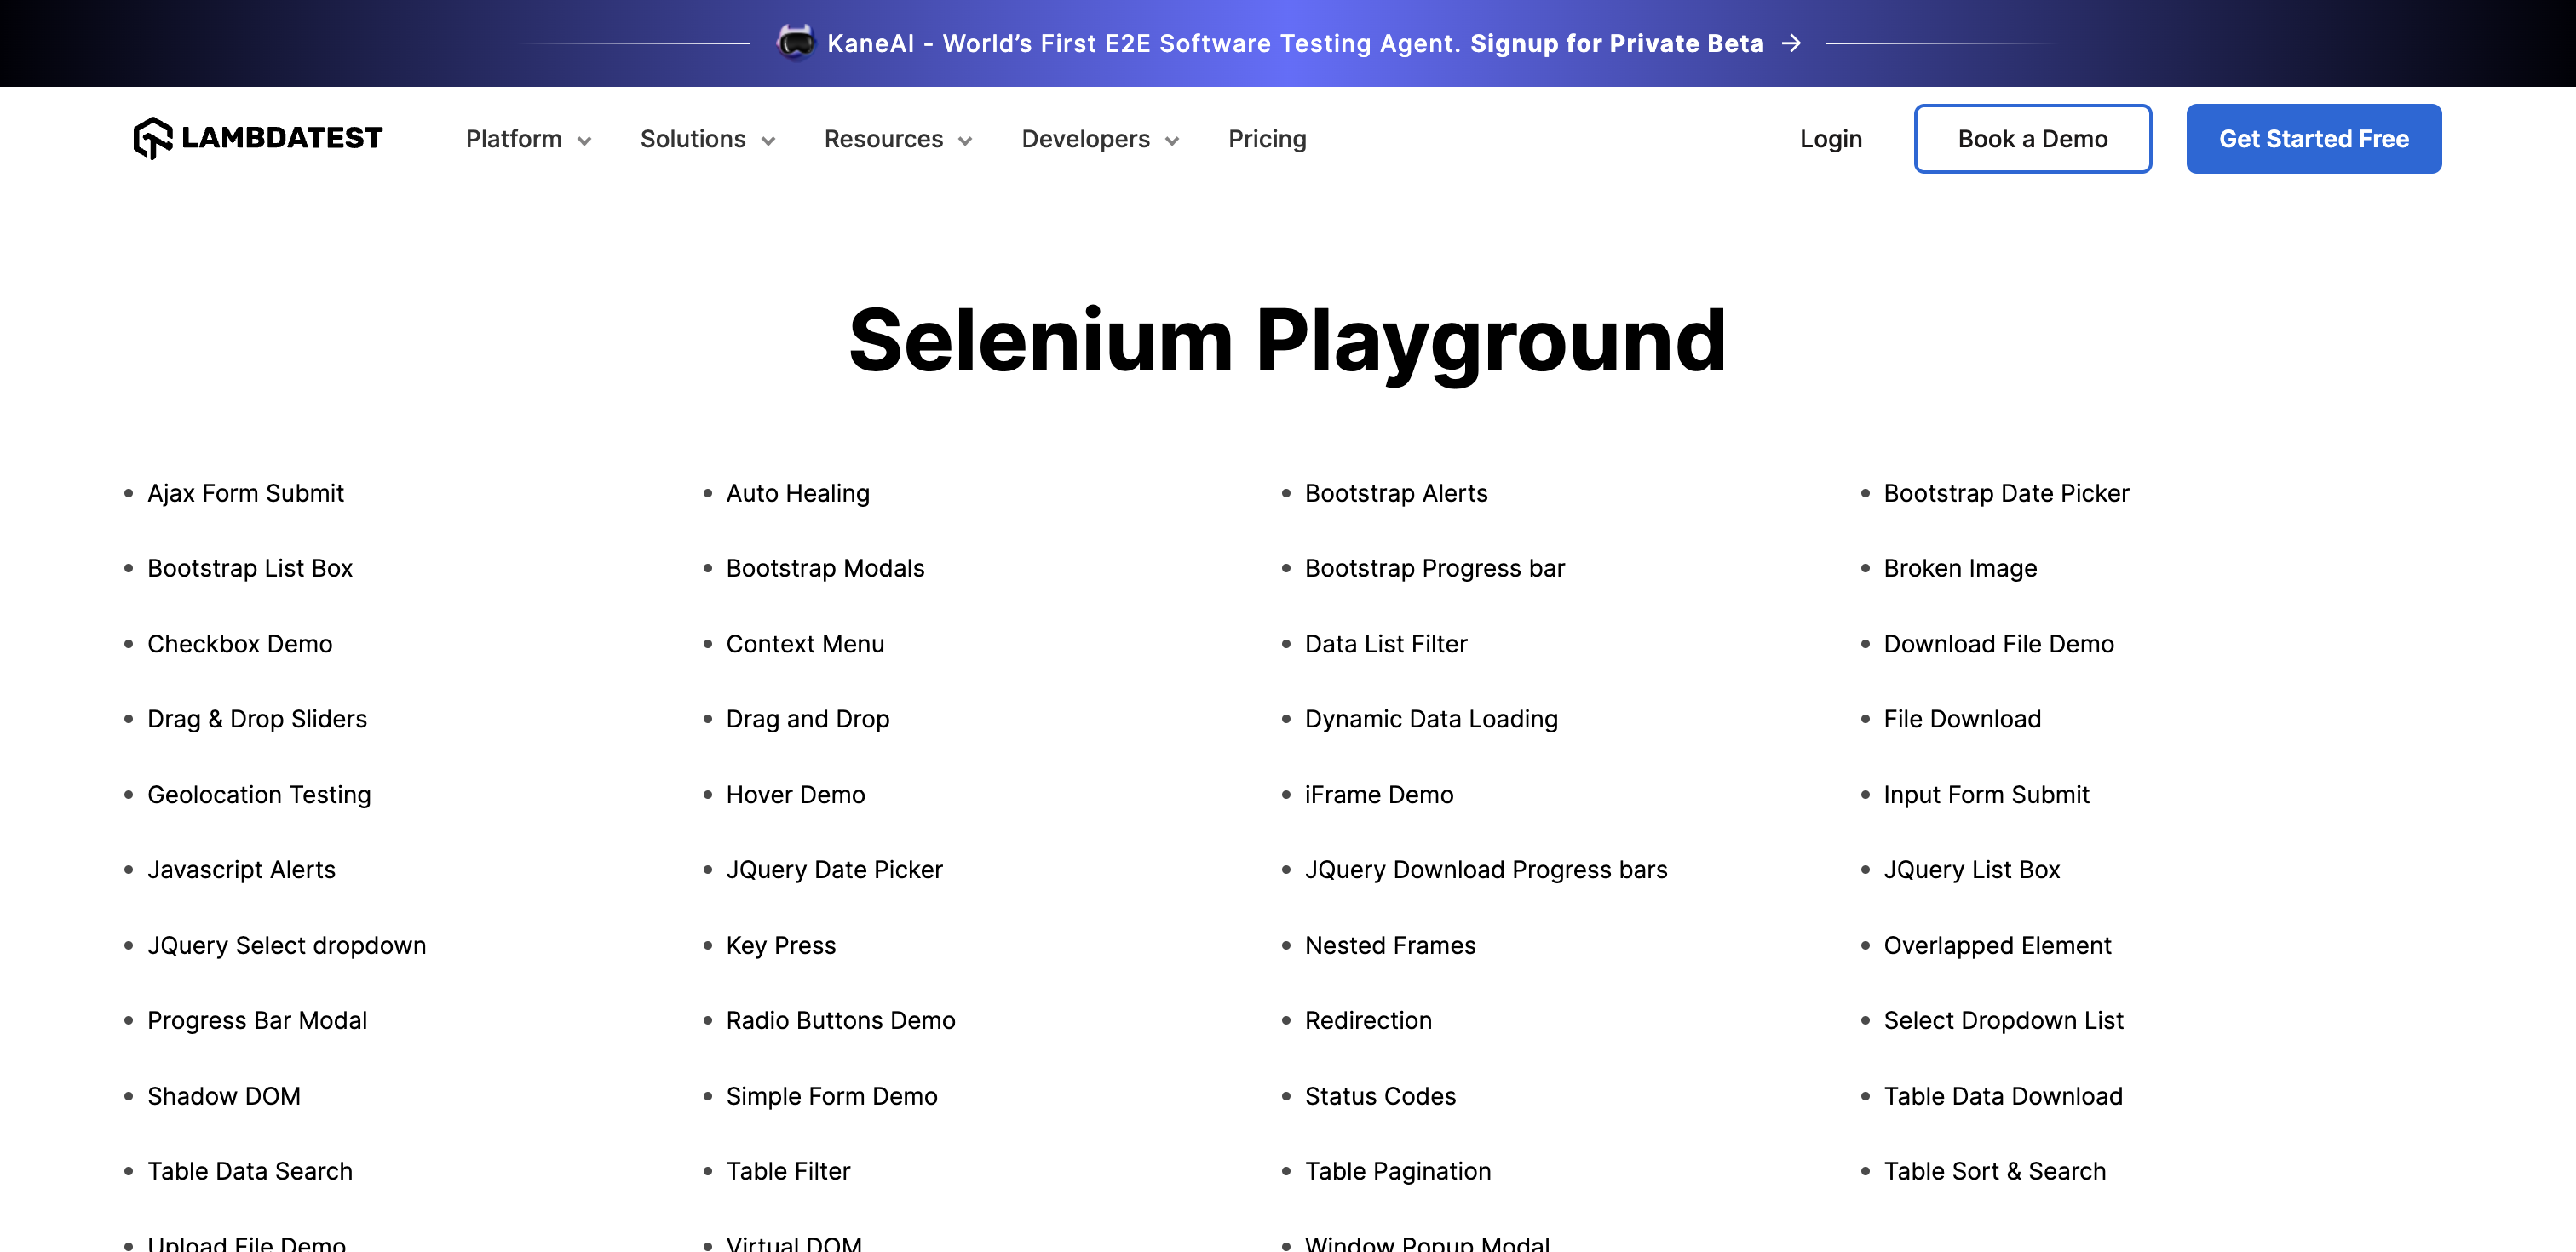 KaneAI - World’s First E2E Software Testing Agent. Signup for Private Beta →
LAMBDATEST Platform Solutions Resources Developers Pricing Login Book a Demo Get Started Free
Selenium Playground
• Ajax Form Submit • Auto Healing • Bootstrap Alerts • Bootstrap Date Picker
• Bootstrap List Box • Bootstrap Modals • Bootstrap Progress bar • Broken Image
• Checkbox Demo • Context Menu • Data List Filter • Download File Demo
• Drag & Drop Sliders • Drag and Drop • Dynamic Data Loading • File Download
• Geolocation Testing • Hover Demo • iFrame Demo • Input Form Submit
• Javascript Alerts • JQuery Date Picker • JQuery Download Progress bars • JQuery List Box
• JQuery Select dropdown • Key Press • Nested Frames • Overlapped Element
• Progress Bar Modal • Radio Buttons Demo • Redirection • Select Dropdown List
• Shadow DOM • Simple Form Demo • Status Codes • Table Data Download
• Table Data Search • Table Filter • Table Pagination • Table Sort & Search
• Upload File Demo • Virtual DOM • Window Popup Modal